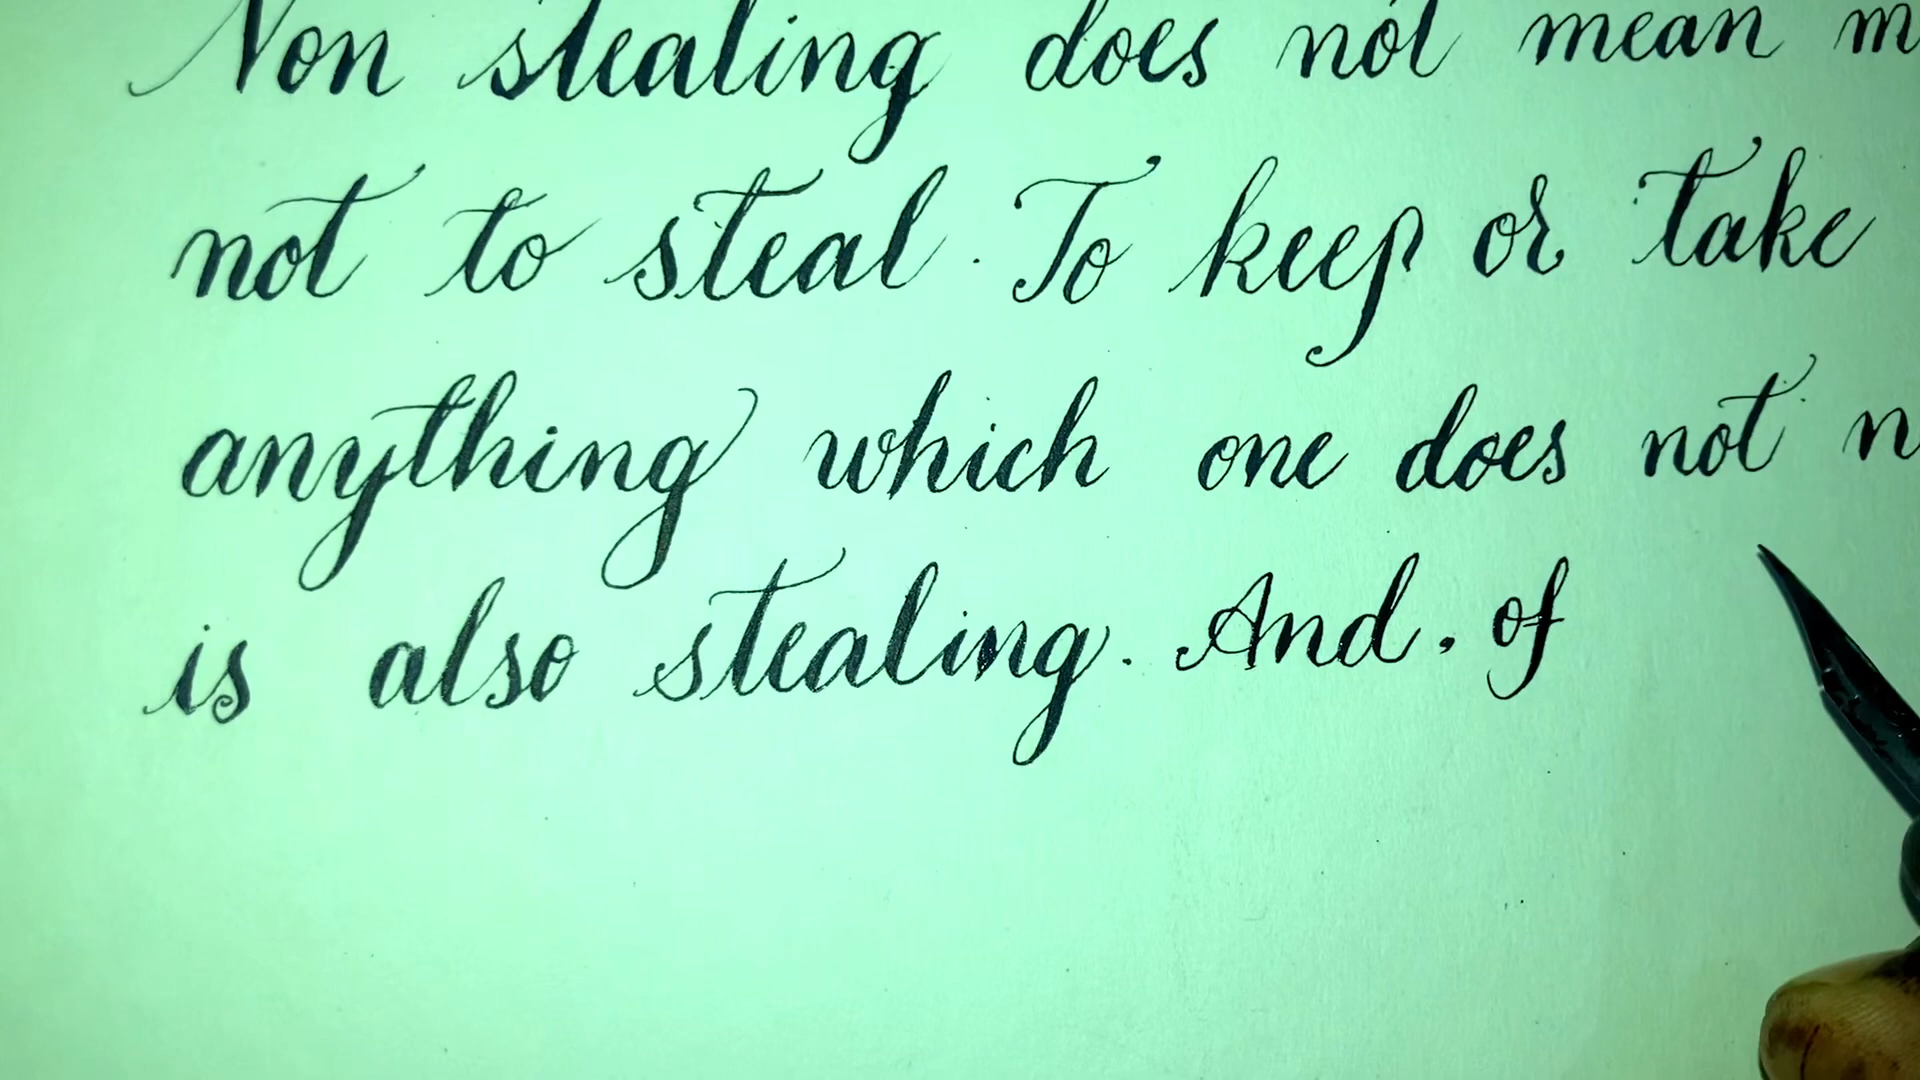 Non stealing does not mean m
not to steal. To keep or take
anything which one does not n
is also stealing. And. of